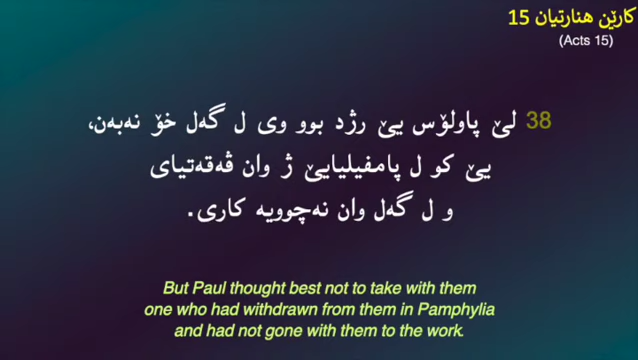 كارێن هنارتیان 15
(Acts 15)
38 لێ پاولۆس یێ رژد بوو وی ل گەل خۆ نەبەن،
یێ كو ل پامفیلیایێ ژ وان ڤەقەتیای
و ل گەل وان نەچوویە كاری.
But Paul thought best not to take with them
one who had withdrawn from them in Pamphylia
and had not gone with them to the work.